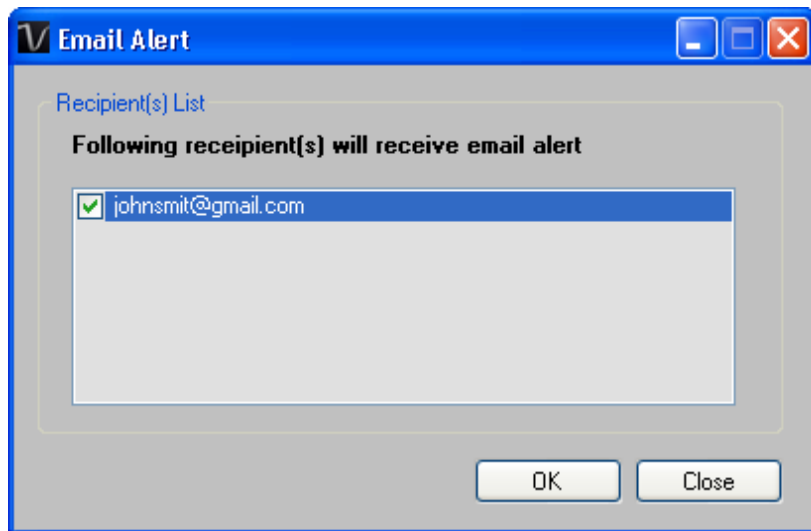 Email Alert
Recipient(s) List
Following receipient(s) will receive email alert
johnsmit@gmail.com
OK
Close